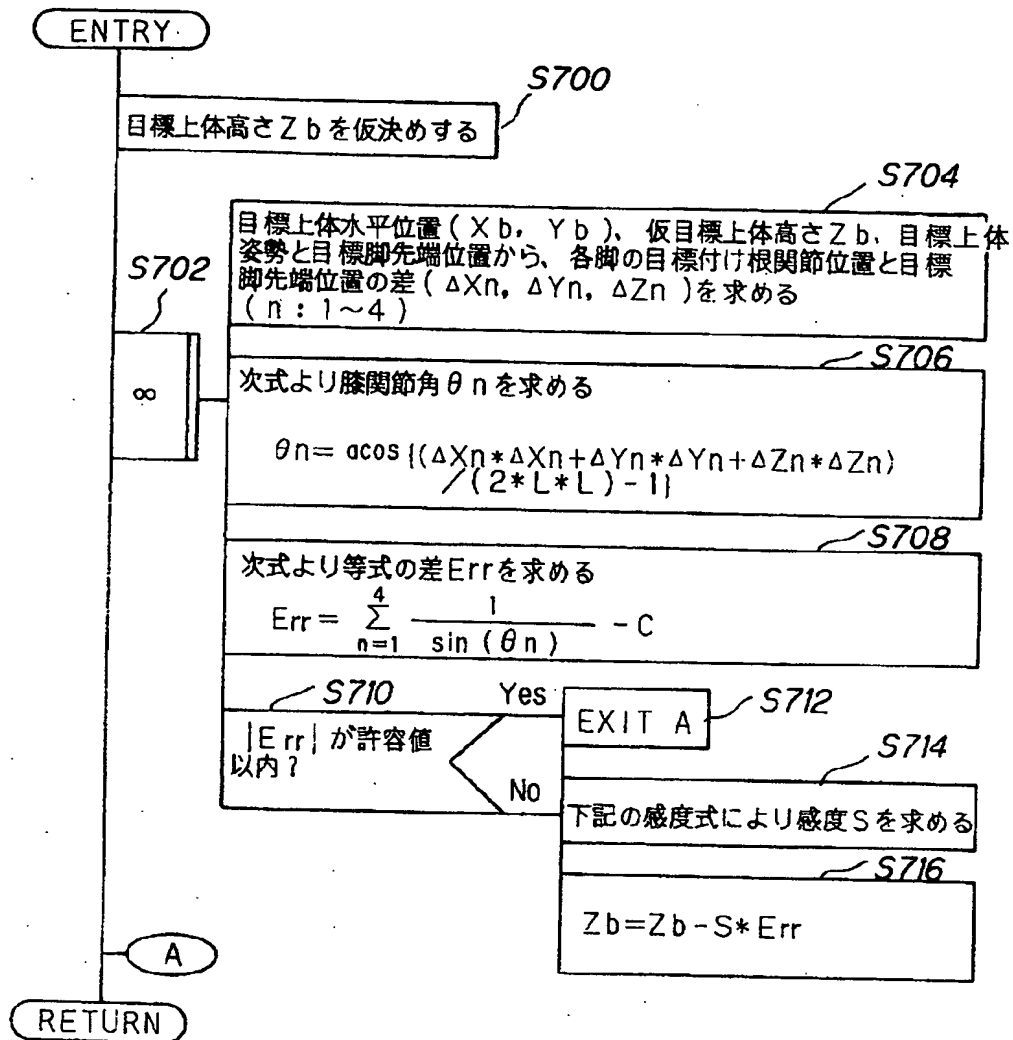 ENTRY
S700
目標上体高さZbを仮決めする
S704
目標上体水平位置(Xb, Yb)、仮目標上体高さZb、目標上体
姿勢と目標脚先端位置から、各脚の目標付け根関節位置と目標
脚先端位置の差(ΔXn, ΔYn, ΔZn)を求める
(n:1~4)
S702
∞
S706
次式より膝関節角θnを求める
θn= acos{(ΔXn*ΔXn+ΔYn*ΔYn+ΔZn*ΔZn)
/(2*L*L)-1}
S708
次式より等式の差Errを求める
Err= 4Σn=1 1/sin(θn) -C
S710
|Err|が許容値
以内?
Yes
EXIT A
S712
No
S714
下記の感度式により感度Sを求める
S716
Zb=Zb-S*Err
A
RETURN